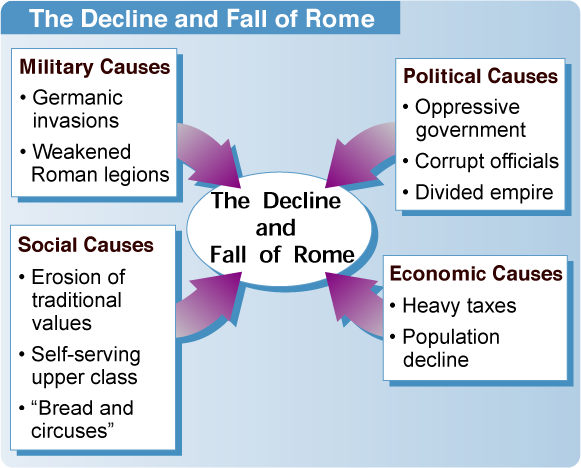 The Decline and Fall of Rome
Military Causes
• Germanic
invasions
• Weakened
Roman legions
Political Causes
• Oppressive
government
• Corrupt officials
• Divided empire
The Decline
and
Fall of Rome
Social Causes
• Erosion of
traditional
values
• Self-serving
upper class
• “Bread and
circuses”
Economic Causes
• Heavy taxes
• Population
decline